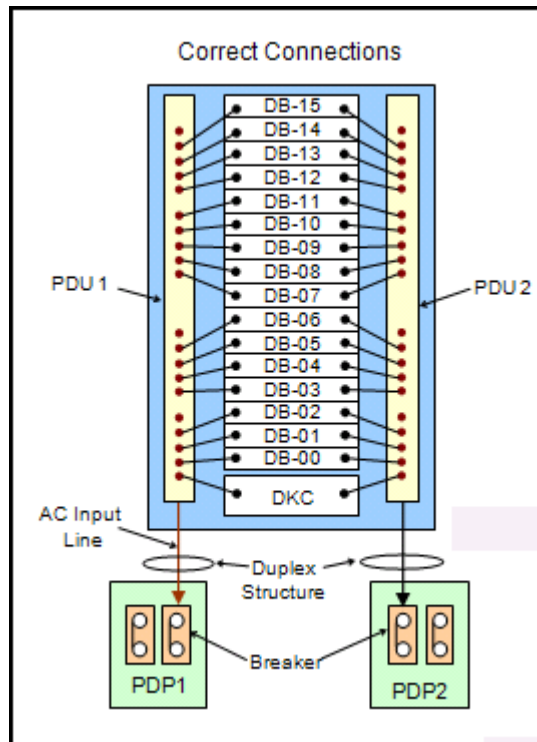 Correct Connections
DB-15
DB-14
DB-13
DB-12
DB-11
DB-10
DB-09
DB-08
DB-07
PDU 1
PDU 2
DB-06
DB-05
DB-04
DB-03
DB-02
DB-01
DB-00
DKC
AC Input
Line
Duplex
Structure
Breaker
PDP1
PDP2